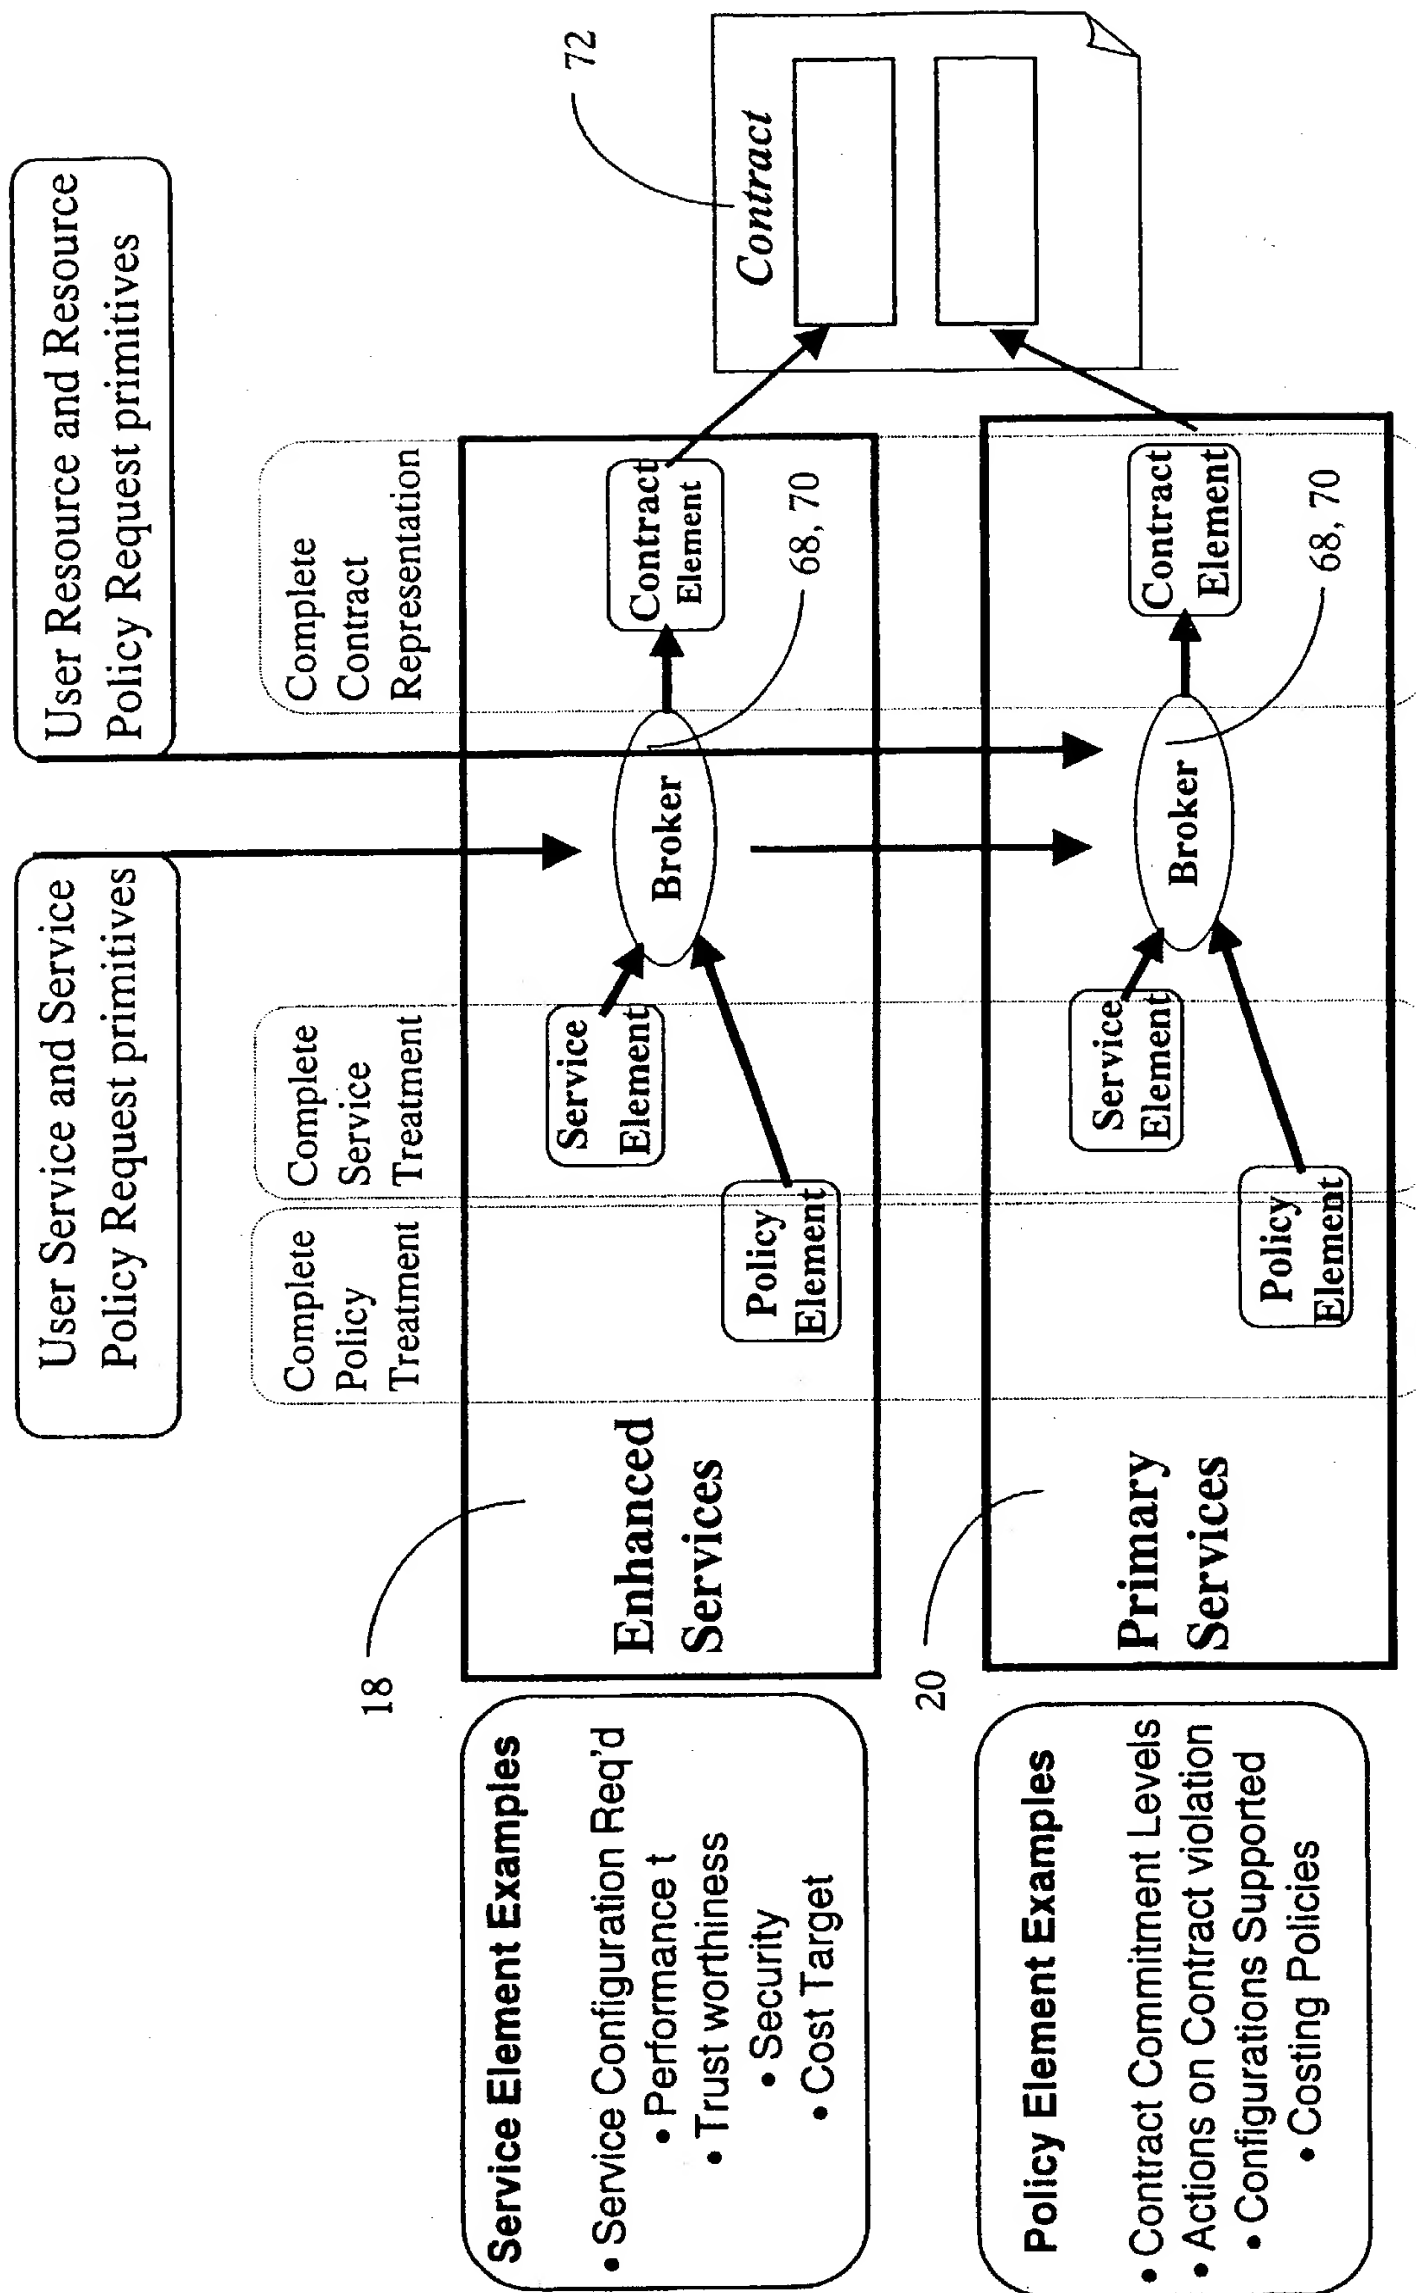 User Service and Service
Policy Request primitives
User Resource and Resource
Policy Request primitives
Complete
Policy
Treatment
Complete
Service
Treatment
Complete
Contract
Representation
Service Element Examples
• Service Configuration Req'd
• Performance t
• Trust worthiness
• Security
• Cost Target
18
Enhanced
Services
Policy
Element
Service
Element
Broker
Contract
Element
68, 70
72
Contract
Policy Element Examples
• Contract Commitment Levels
• Actions on Contract violation
• Configurations Supported
• Costing Policies
20
Primary
Services
Policy
Element
Service
Element
Broker
Contract
Element
68, 70